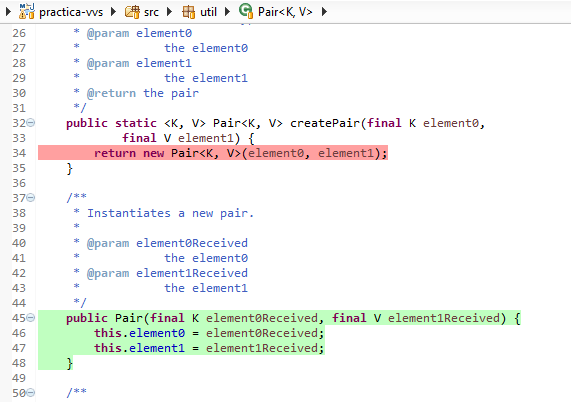 practica-vvs src util Pair<K, V>
26 * @param element0
27 * the element0
28 * @param element1
29 * the element1
30 * @return the pair
31 */
32 public static <K, V> Pair<K, V> createPair(final K element0,
33 final V element1) {
34 return new Pair<K, V>(element0, element1);
35 }
36
37 /**
38 * Instantiates a new pair.
39 *
40 * @param element0Received
41 * the element0
42 * @param element1Received
43 * the element1
44 */
45 public Pair(final K element0Received, final V element1Received) {
46 this.element0 = element0Received;
47 this.element1 = element1Received;
48 }
49
50 /**